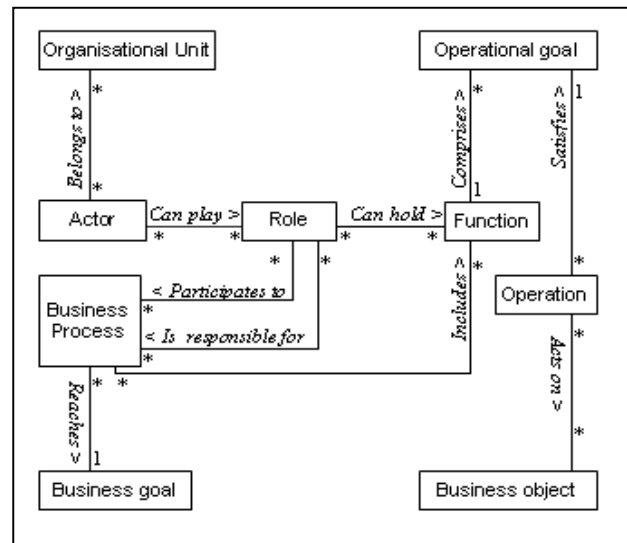 Organisational Unit
Operational goal
*
*
1
Belongs to >
Comprises >
Satisfies >
*
1
Actor
Can play >
Role
Can hold >
Function
*
*
*
*
*
*
*
*
< Participates to
*
Includes >
Operation
Business
Process
< Is responsible for
*
*
*
*
Acts on >
Reaches >
1
*
Business goal
Business object